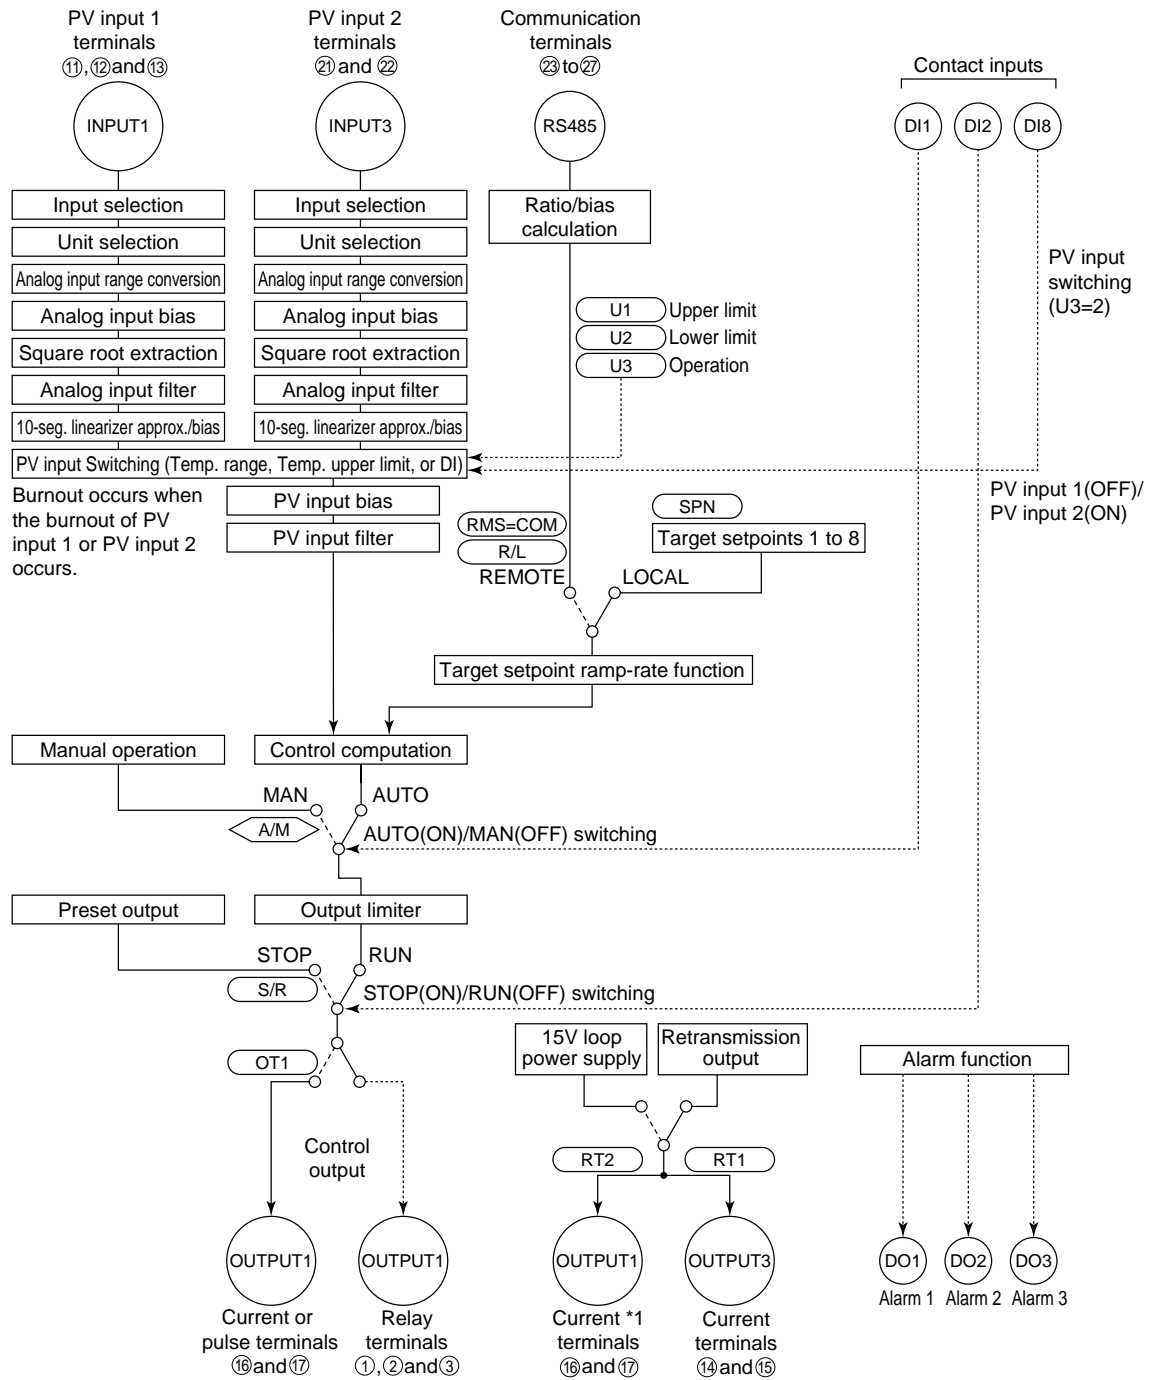 PV input 1
terminals
⑪,⑫and⑬
PV input 2
terminals
㉑ and ㉒
Communication
terminals
㉓to㉗
Contact inputs
INPUT1
INPUT3
RS485
DI1
DI2
DI8
Input selection
Unit selection
Analog input range conversion
Analog input bias
Square root extraction
Analog input filter
10-seg. linearizer approx./bias
Input selection
Unit selection
Analog input range conversion
Analog input bias
Square root extraction
Analog input filter
10-seg. linearizer approx./bias
Ratio/bias
calculation
PV input
switching
(U3=2)
U1 Upper limit
U2 Lower limit
U3 Operation
PV input Switching (Temp. range, Temp. upper limit, or DI)
Burnout occurs when
the burnout of PV
input 1 or PV input 2
occurs.
PV input bias
PV input filter
PV input 1(OFF)/
PV input 2(ON)
RMS=COM
R/L
SPN
Target setpoints 1 to 8
REMOTE
LOCAL
Target setpoint ramp-rate function
Manual operation
Control computation
MAN
AUTO
A/M
AUTO(ON)/MAN(OFF) switching
Preset output
Output limiter
STOP
RUN
S/R
STOP(ON)/RUN(OFF) switching
OT1
15V loop
power supply
Retransmission
output
Alarm function
Control
output
RT2
RT1
OUTPUT1
OUTPUT1
OUTPUT1
OUTPUT3
DO1
DO2
DO3
Alarm 1
Alarm 2
Alarm 3
Current or
pulse terminals
⑯and⑰
Relay
terminals
①,②and③
Current *1
terminals
⑯and⑰
Current
terminals
⑭and⑮